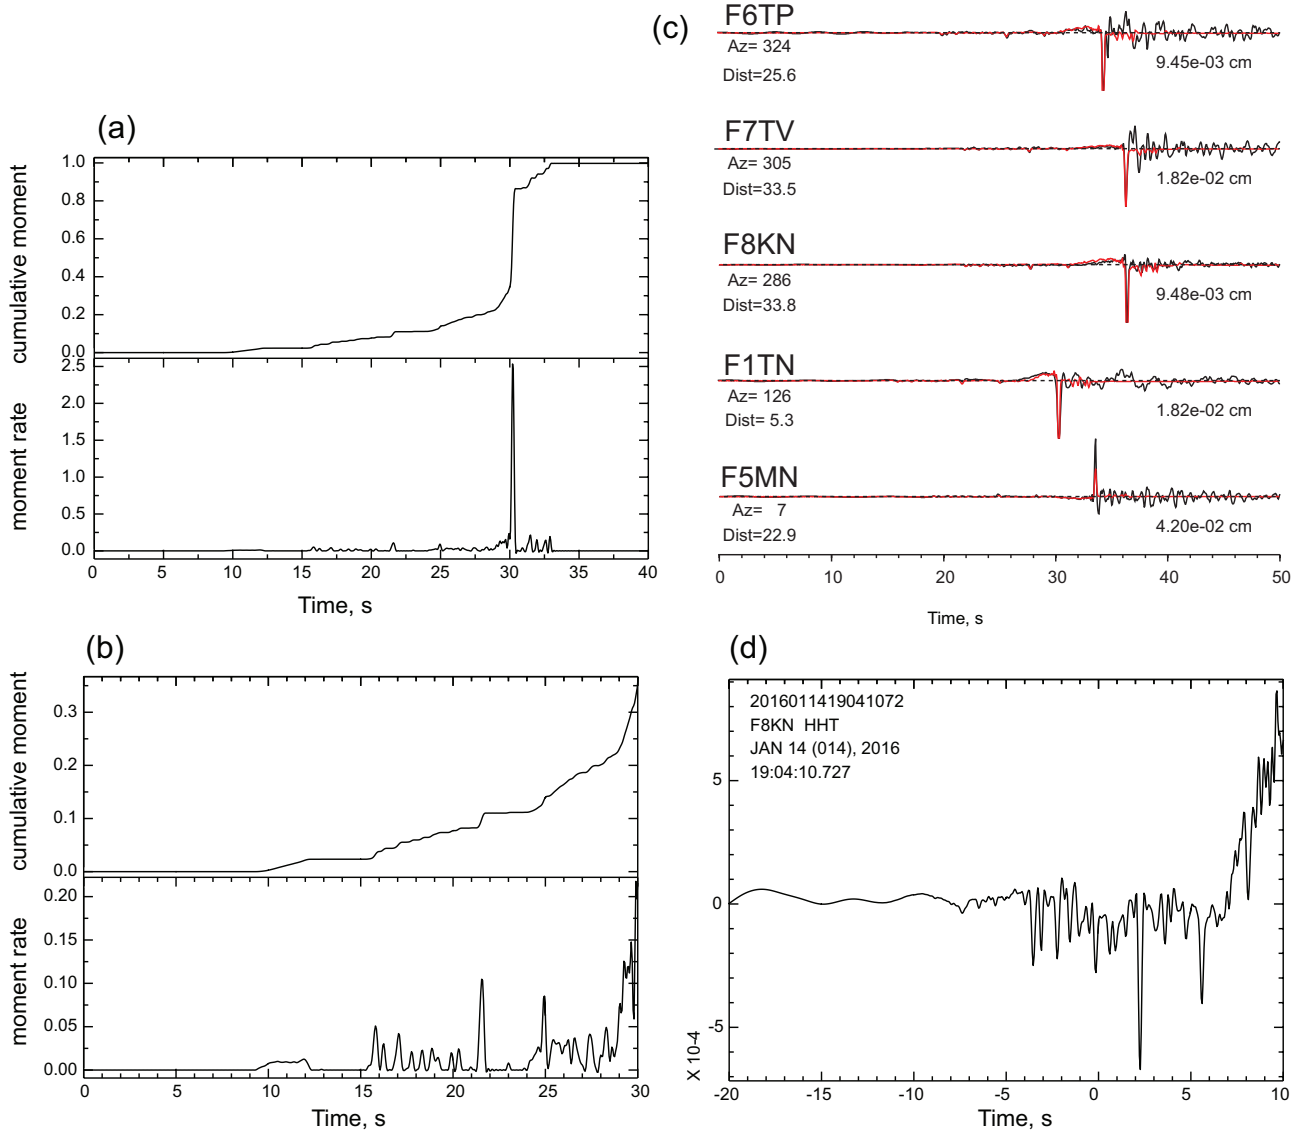 (a)
cumulative moment
1.0
0.8
0.6
0.4
0.2
0.0
moment rate
2.5
2.0
1.5
1.0
0.5
0.0
0 5 10 15 20 25 30 35 40
Time, s
(b)
cumulative moment
0.3
0.2
0.1
0.0
moment rate
0.20
0.15
0.10
0.05
0.00
0 5 10 15 20 25 30
Time, s
(c)
F6TP
Az= 324
Dist=25.6
9.45e-03 cm
F7TV
Az= 305
Dist=33.5
1.82e-02 cm
F8KN
Az= 286
Dist=33.8
9.48e-03 cm
F1TN
Az= 126
Dist= 5.3
1.82e-02 cm
F5MN
Az= 7
Dist=22.9
4.20e-02 cm
0 10 20 30 40 50
Time, s
(d)
2016011419041072
F8KN HHT
JAN 14 (014), 2016
19:04:10.727
5
0
-5
X 10-4
-20 -15 -10 -5 0 5 10
Time, s